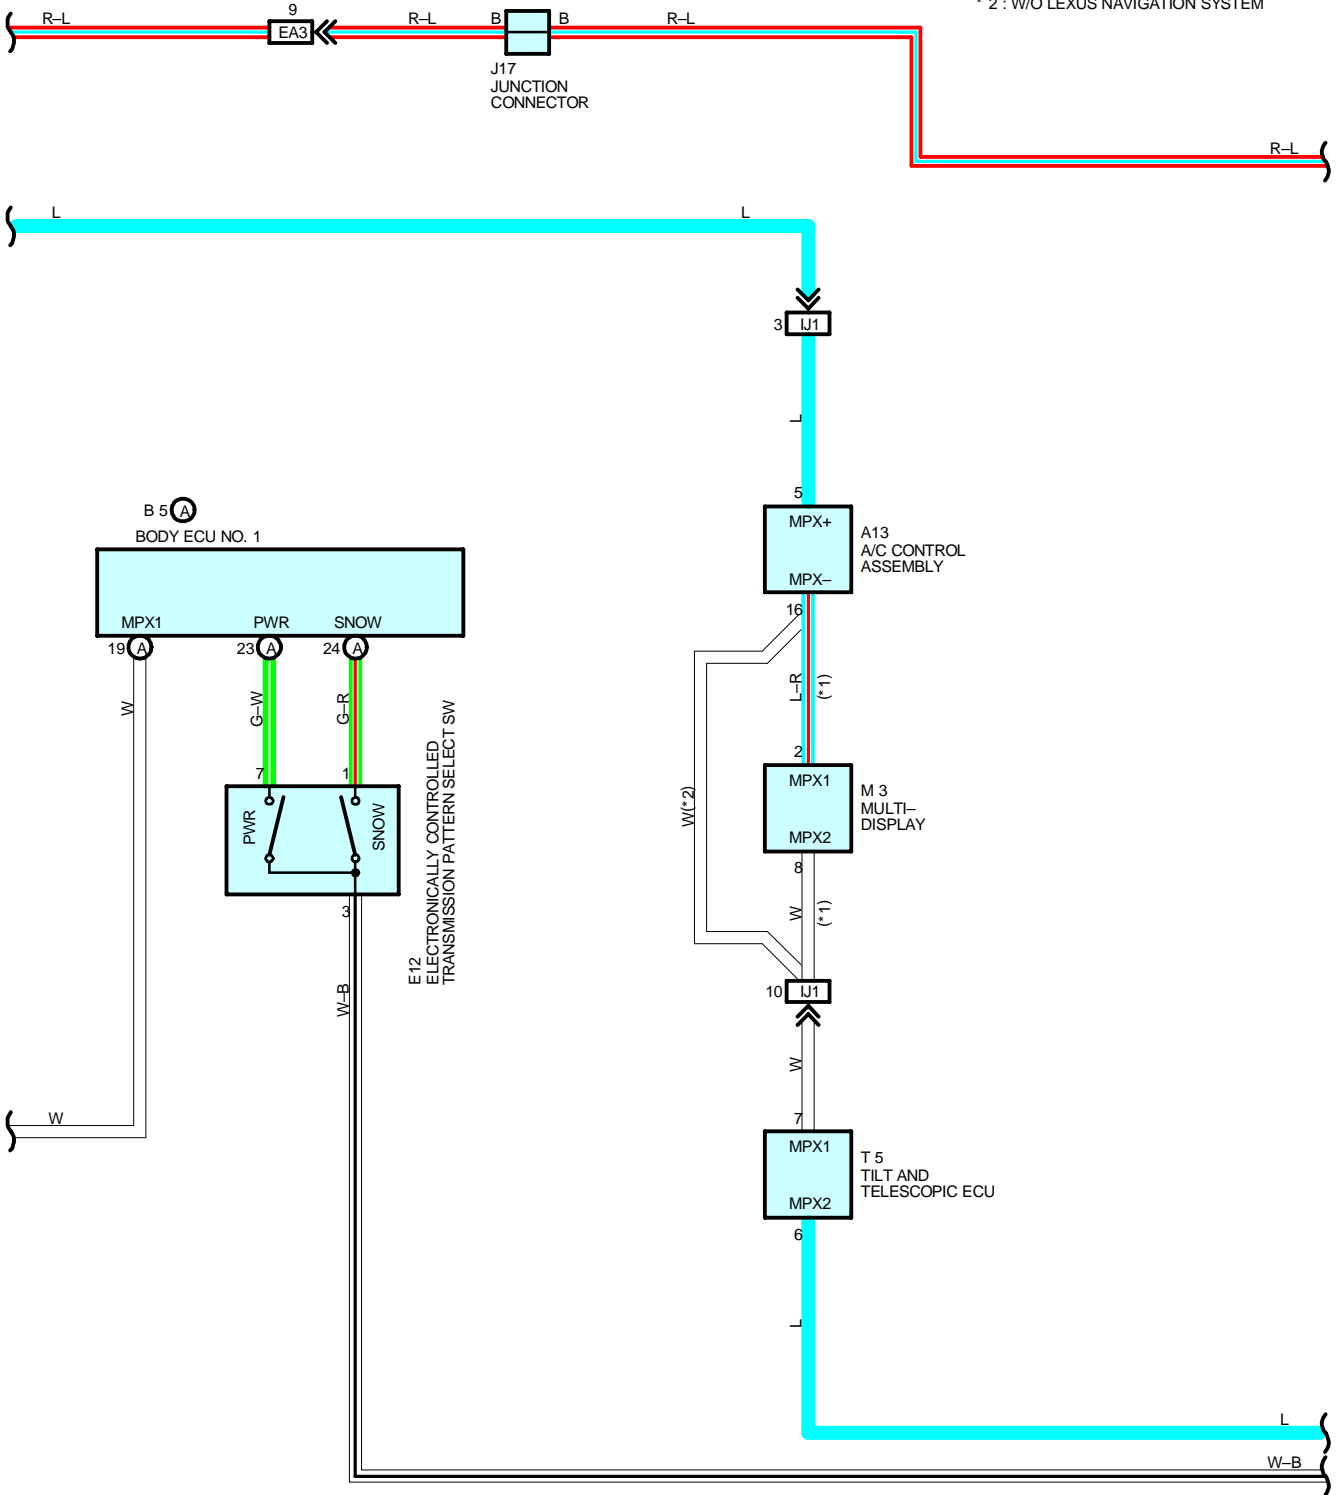 * 2 : W/O LEXUS NAVIGATION SYSTEM
R–L
9
EA3
R–L
B
B
R–L
J17
JUNCTION
CONNECTOR
R–L
L
L
3
IJ1
L
5
MPX+
MPX–
A13
A/C CONTROL
ASSEMBLY
16
B 5 A
BODY ECU NO. 1
MPX1
PWR
SNOW
19 A
23 A
24 A
W
G–W
G–R
7
1
PWR
SNOW
3
E12
ELECTRONICALLY CONTROLLED
TRANSMISSION PATTERN SELECT SW
W–B
W
L–R
(*1)
W(*2)
2
MPX1
MPX2
M 3
MULTI–
DISPLAY
8
W
(*1)
10
IJ1
W
7
MPX1
MPX2
T 5
TILT AND
TELESCOPIC ECU
6
L
L
W–B